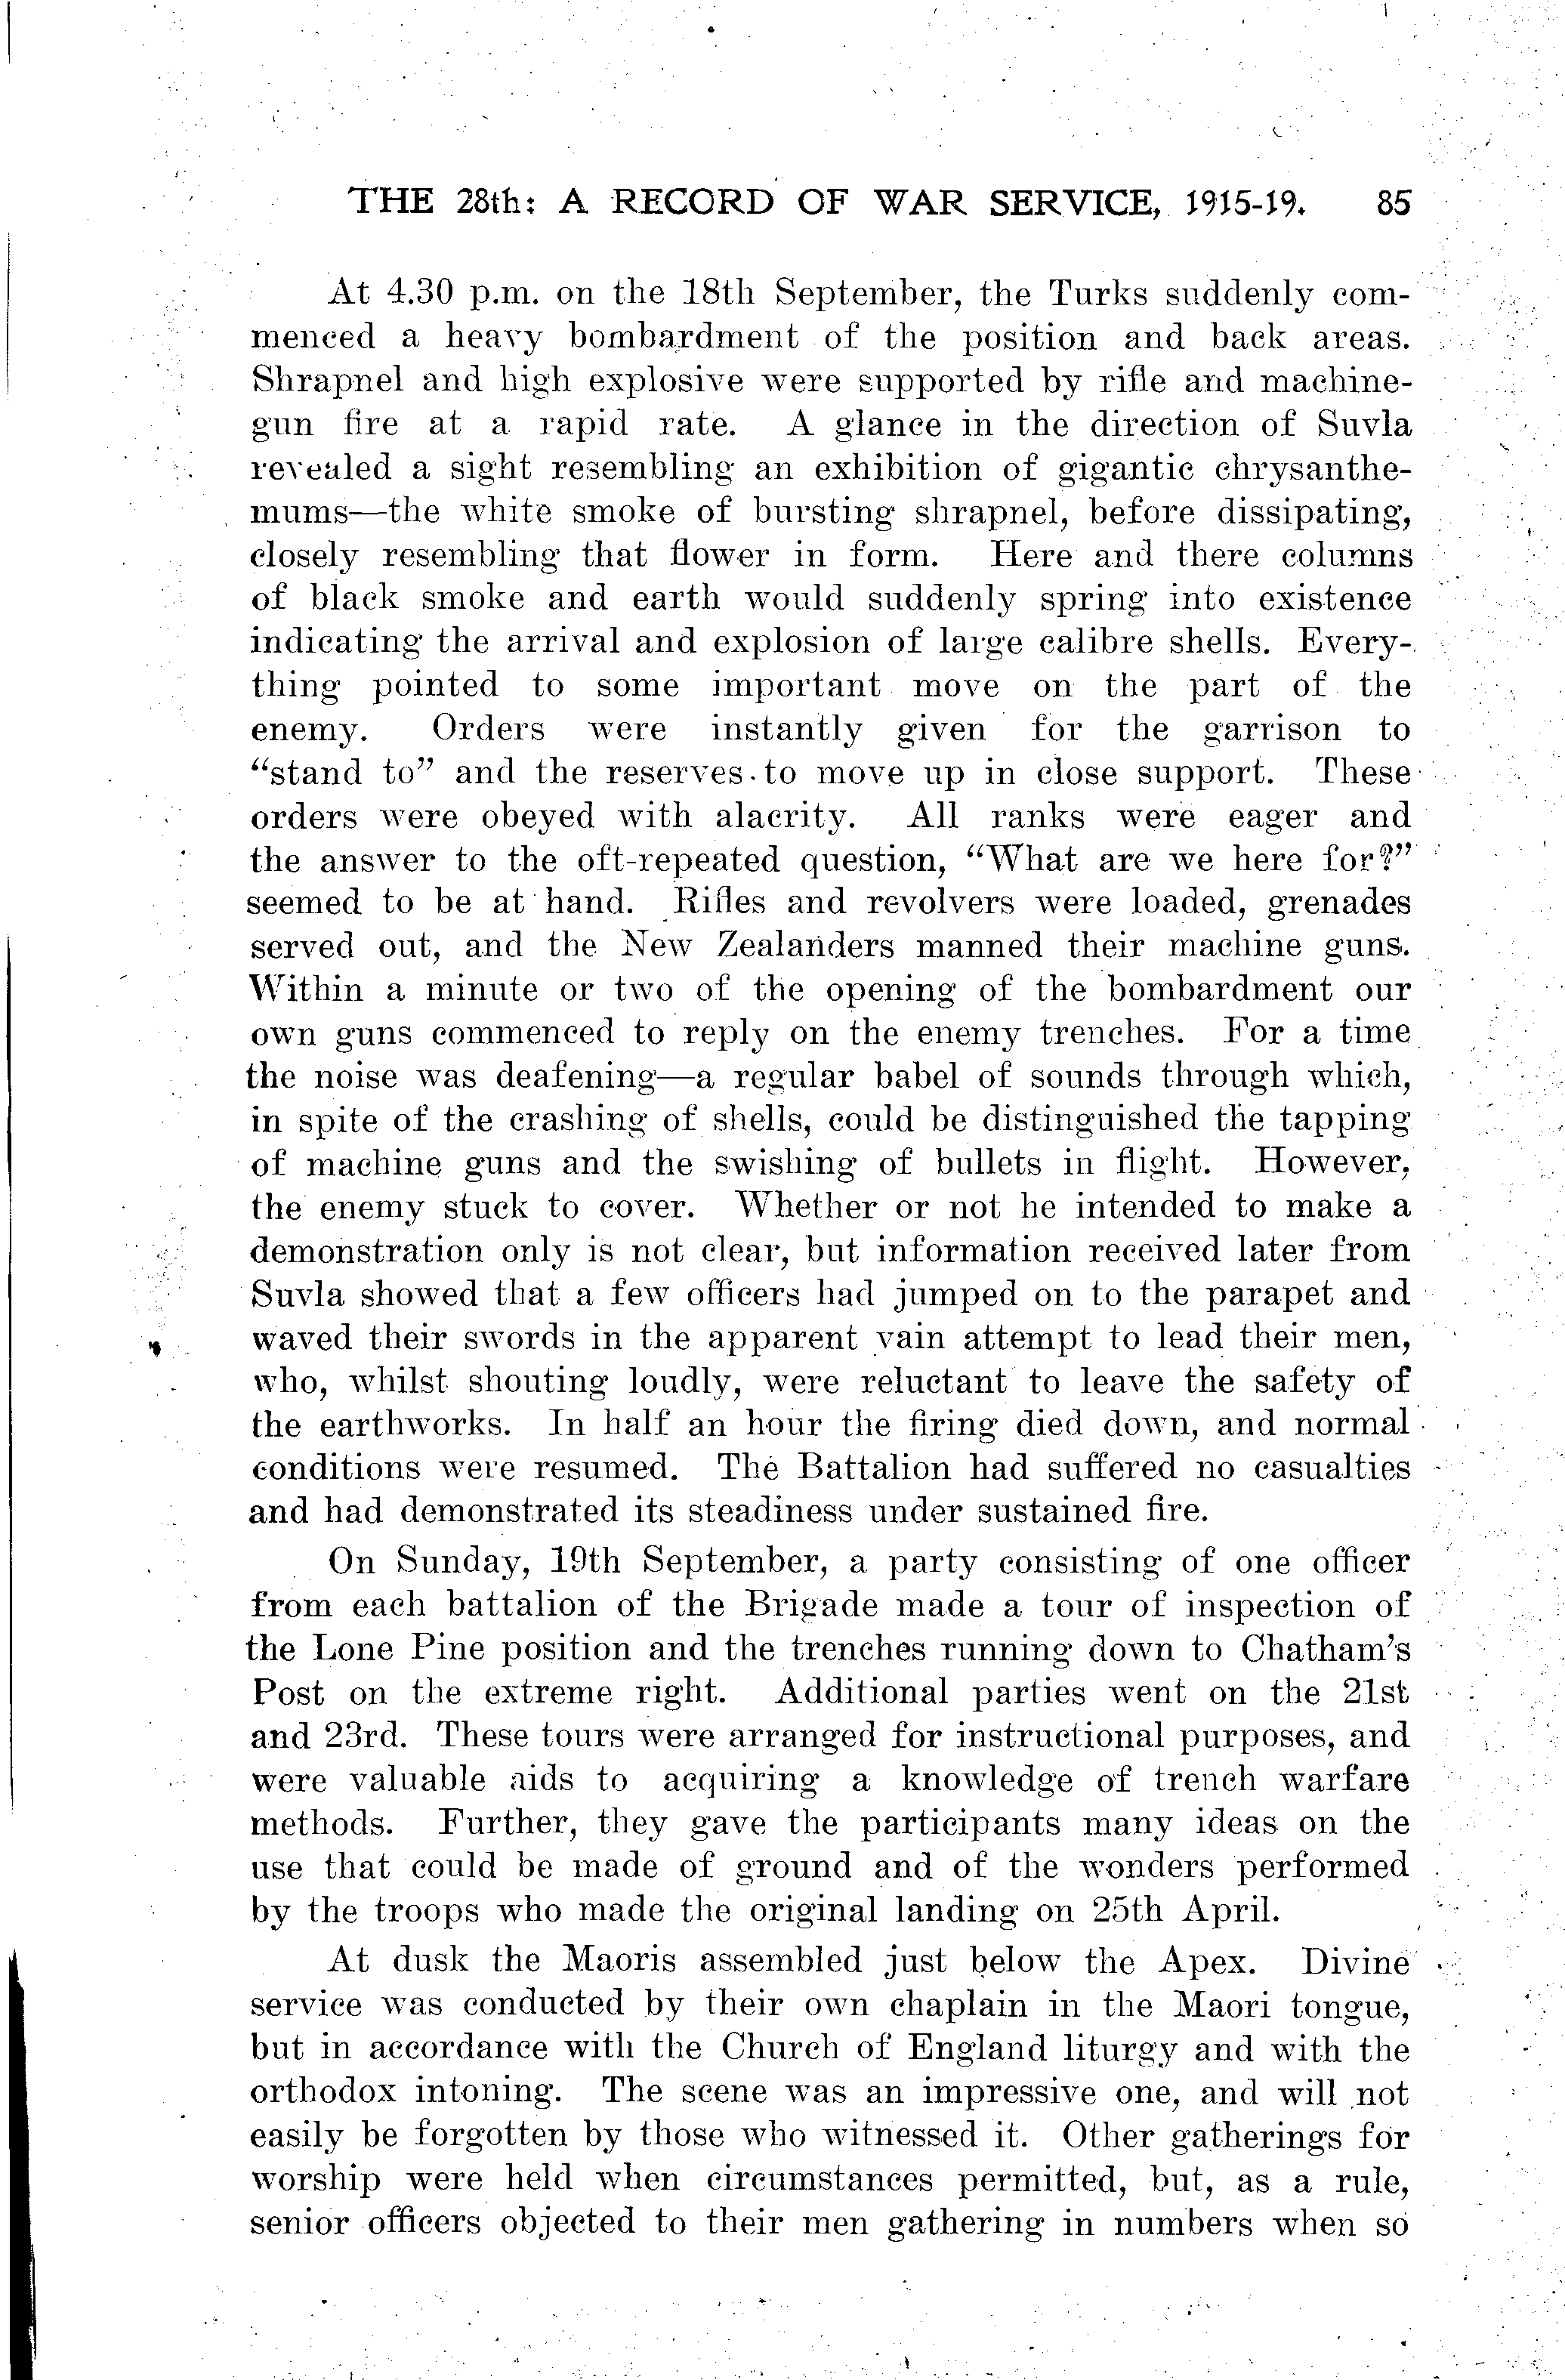 THE 28th: A RECORD OF WAR SERVICE, 1915-19. 85
At 4.30 p.m. on the 18th September, the Turks suddenly com-
menced a heavy bombardment of the position and back areas.
Shrapnel and high explosive were supported by rifle and machine-
gun fire at a rapid rate. A glance in the direction of Suvla
revealed a sight resembling an exhibition of gigantic chrysanthe-
mums—the white smoke of bursting shrapnel, before dissipating,
closely resembling that flower in form. Here and there columns
of black smoke and earth would suddenly spring into existence
indicating the arrival and explosion of large calibre shells. Every-
thing pointed to some important move on the part of the
enemy. Orders were instantly given for the garrison to
“stand to” and the reserves to move up in close support. These
orders were obeyed with alacrity. All ranks were eager and
the answer to the oft-repeated question, “What are we here for?”
seemed to be at hand. Rifles and revolvers were loaded, grenades
served out, and the New Zealanders manned their machine guns.
Within a minute or two of the opening of the bombardment our
own guns commenced to reply on the enemy trenches. For a time
the noise was deafening—a regular babel of sounds through which,
in spite of the crashing of shells, could be distinguished the tapping
of machine guns and the swishing of bullets in flight. However,
the enemy stuck to cover. Whether or not he intended to make a
demonstration only is not clear, but information received later from
Suvla showed that a few officers had jumped on to the parapet and
waved their swords in the apparent vain attempt to lead their men,
who, whilst shouting loudly, were reluctant to leave the safety of
the earthworks. In half an hour the firing died down, and normal
conditions were resumed. The Battalion had suffered no casualties
and had demonstrated its steadiness under sustained fire.
On Sunday, 19th September, a party consisting of one officer
from each battalion of the Brigade made a tour of inspection of
the Lone Pine position and the trenches running down to Chatham’s
Post on the extreme right. Additional parties went on the 21st
and 23rd. These tours were arranged for instructional purposes, and
were valuable aids to acquiring a knowledge of trench warfare
methods. Further, they gave the participants many ideas on the
use that could be made of ground and of the wonders performed
by the troops who made the original landing on 25th April.
At dusk the Maoris assembled just below the Apex. Divine
service was conducted by their own chaplain in the Maori tongue,
but in accordance with the Church of England liturgy and with the
orthodox intoning. The scene was an impressive one, and will not
easily be forgotten by those who witnessed it. Other gatherings for
worship were held when circumstances permitted, but, as a rule,
senior officers objected to their men gathering in numbers when so